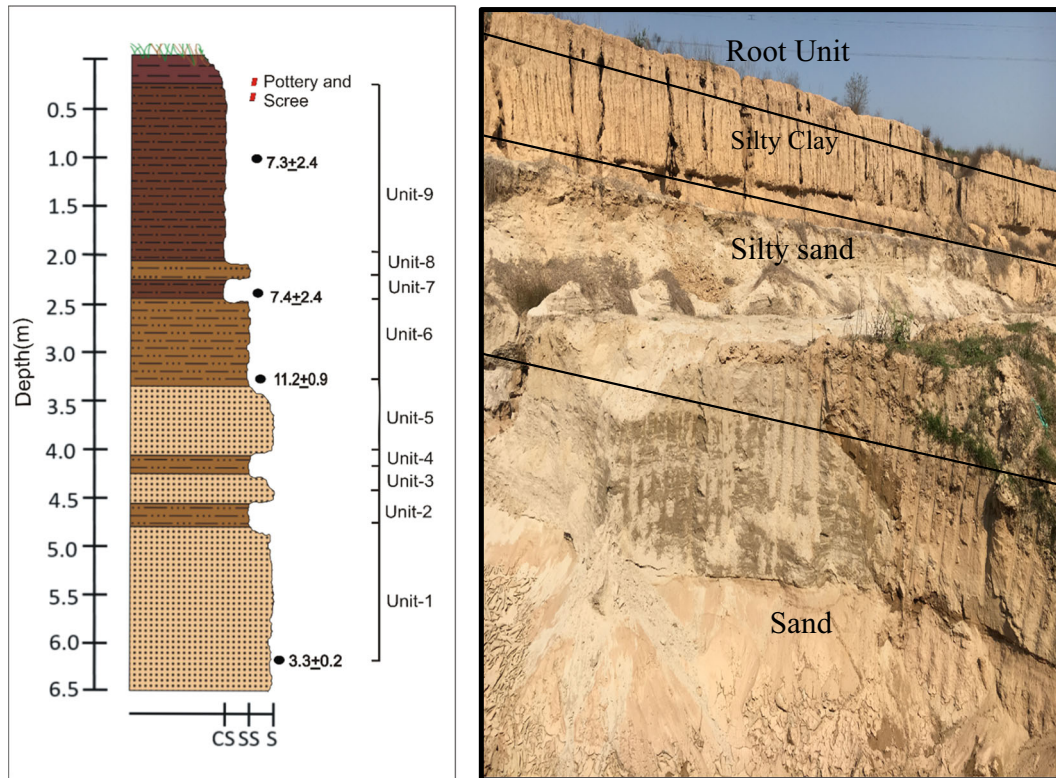 Pottery and
Scree
0.5
7.3±2.4
1.0
1.5
Unit-9
2.0
Unit-8
Unit-7
2.5
7.4±2.4
Unit-6
3.0
11.2±0.9
3.5
Unit-5
4.0
Unit-4
Unit-3
4.5
Unit-2
5.0
5.5
Unit-1
6.0
3.3±0.2
6.5
Depth(m)
CS SS S
Root Unit
Silty Clay
Silty sand
Sand